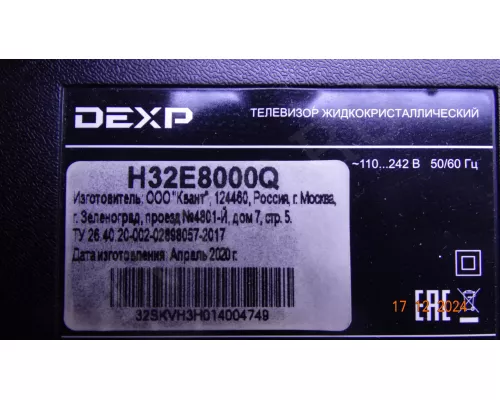 DEXP
ТЕЛЕВИЗОР ЖИДКОКРИСТАЛЛИЧЕСКИЙ
H32E8000Q
~110...242 В 50/60 Гц
Изготовитель: ООО "Квант", 124460, Россия, г. Москва,
г. Зеленоград, проезд №4801-Й, дом 7, стр. 5.
ТУ 26.40.20-002-02698057-2017
Дата изготовления Апрель 2020 г.
32SKVH3H014004749
EAC
17 12 2024